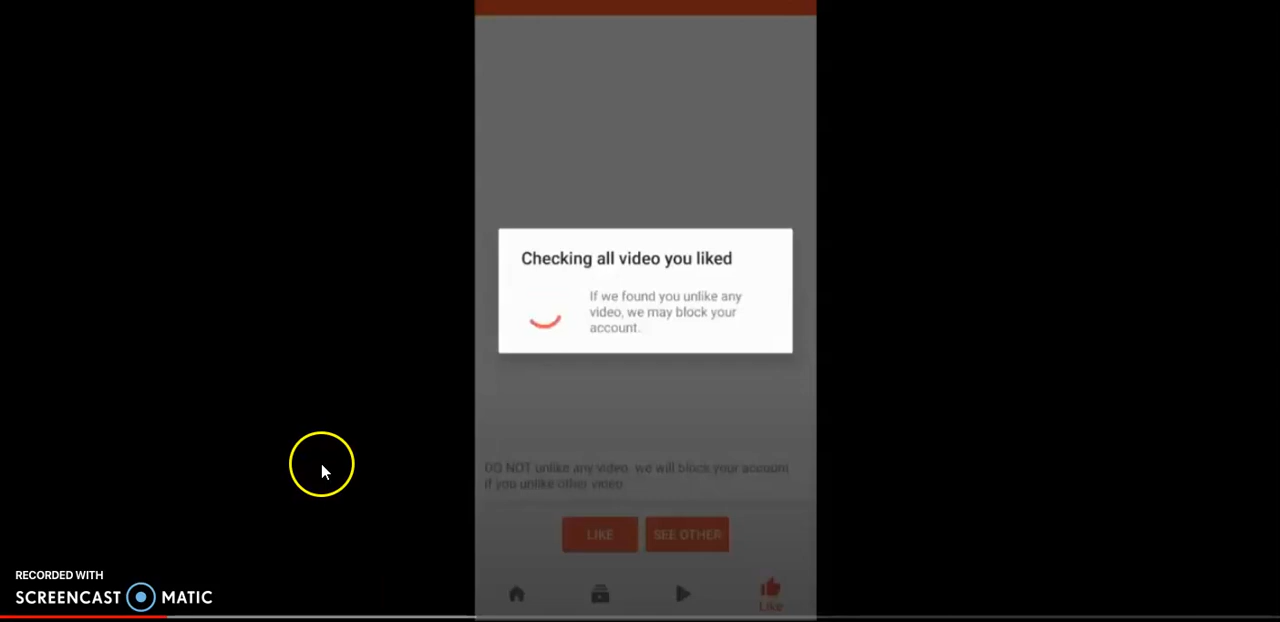 Checking all video you liked
If we found you unlike any
video, we may block your
account.
DO NOT unlike any video, we will block your account
if you unlike other video
LIKE
SEE OTHER
Like
RECORDED WITH
SCREENCAST MATIC